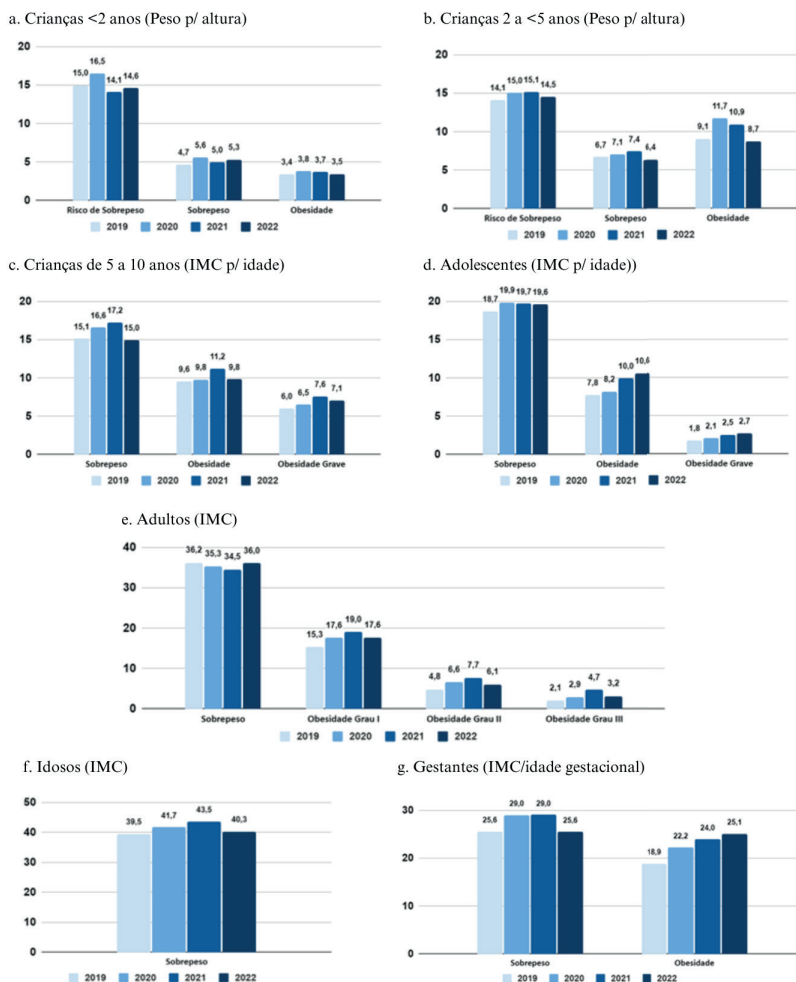 a. Crianças <2 anos (Peso p/ altura)
20
15
10
5
0
15,0 16,5 14,1 14,6
4,7 5,6 5,0 5,3
3,4 3,8 3,7 3,5
Risco de Sobrepeso Sobrepeso Obesidade
2019 2020 2021 2022
b. Crianças 2 a <5 anos (Peso p/ altura)
20
15
10
5
0
14,1 15,0 15,1 14,5
6,7 7,1 7,4 6,4
9,1 11,7 10,9 8,7
Risco de Sobrepeso Sobrepeso Obesidade
2019 2020 2021 2022
c. Crianças de 5 a 10 anos (IMC p/ idade)
20
15
10
5
0
15,1 16,6 17,2 15,0
9,6 9,8 11,2 9,8
6,0 6,5 7,6 7,1
Sobrepeso Obesidade Obesidade Grave
2019 2020 2021 2022
d. Adolescentes (IMC p/ idade))
20
15
10
5
0
18,7 19,9 19,7 19,6
7,8 8,2 10,0 10,6
1,8 2,1 2,5 2,7
Sobrepeso Obesidade Obesidade Grave
2019 2020 2021 2022
e. Adultos (IMC)
40
30
20
10
0
36,2 35,3 34,5 36,0
15,3 17,6 19,0 17,6
4,8 6,6 7,7 6,1
2,1 2,9 4,7 3,2
Sobrepeso Obesidade Grau I Obesidade Grau II Obesidade Grau III
2019 2020 2021 2022
f. Idosos (IMC)
50
40
30
20
10
0
39,5 41,7 43,5 40,3
Sobrepeso
2019 2020 2021 2022
g. Gestantes (IMC/idade gestacional)
30
20
10
0
25,6 29,0 29,0 25,6
18,9 22,2 24,0 25,1
Sobrepeso Obesidade
2019 2020 2021 2022